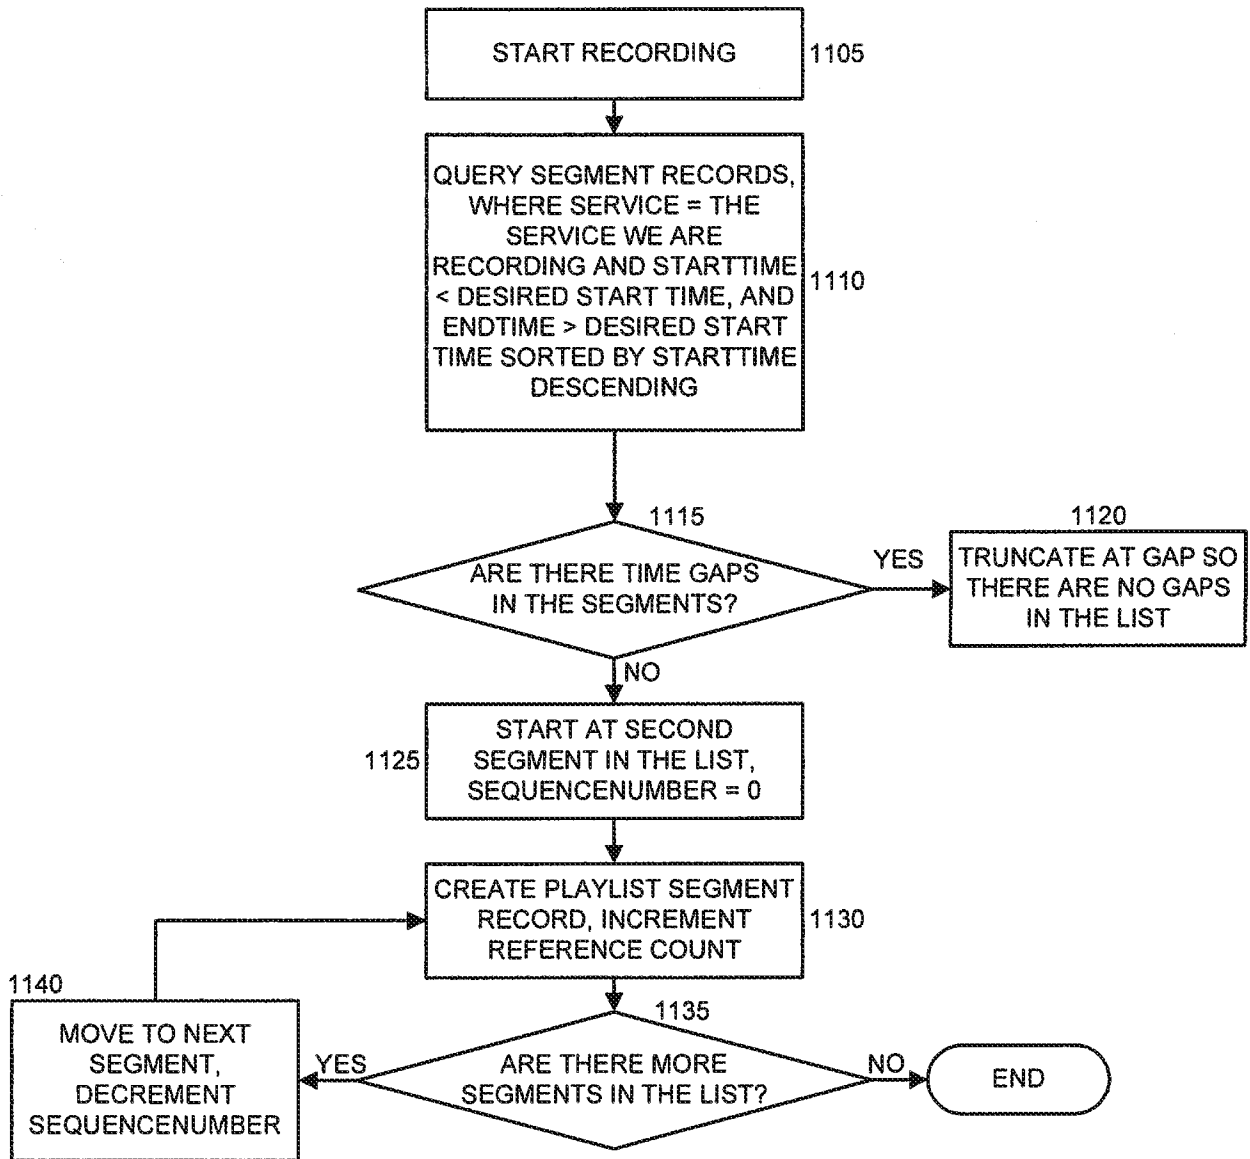 START RECORDING
1105
QUERY SEGMENT RECORDS,
WHERE SERVICE = THE
SERVICE WE ARE
RECORDING AND STARTTIME
< DESIRED START TIME, AND
ENDTIME > DESIRED START
TIME SORTED BY STARTTIME
DESCENDING
1110
1115
ARE THERE TIME GAPS
IN THE SEGMENTS?
YES
1120
TRUNCATE AT GAP SO
THERE ARE NO GAPS
IN THE LIST
NO
1125
START AT SECOND
SEGMENT IN THE LIST,
SEQUENCENUMBER = 0
CREATE PLAYLIST SEGMENT
RECORD, INCREMENT
REFERENCE COUNT
1130
1135
ARE THERE MORE
SEGMENTS IN THE LIST?
YES
1140
MOVE TO NEXT
SEGMENT,
DECREMENT
SEQUENCENUMBER
NO
END